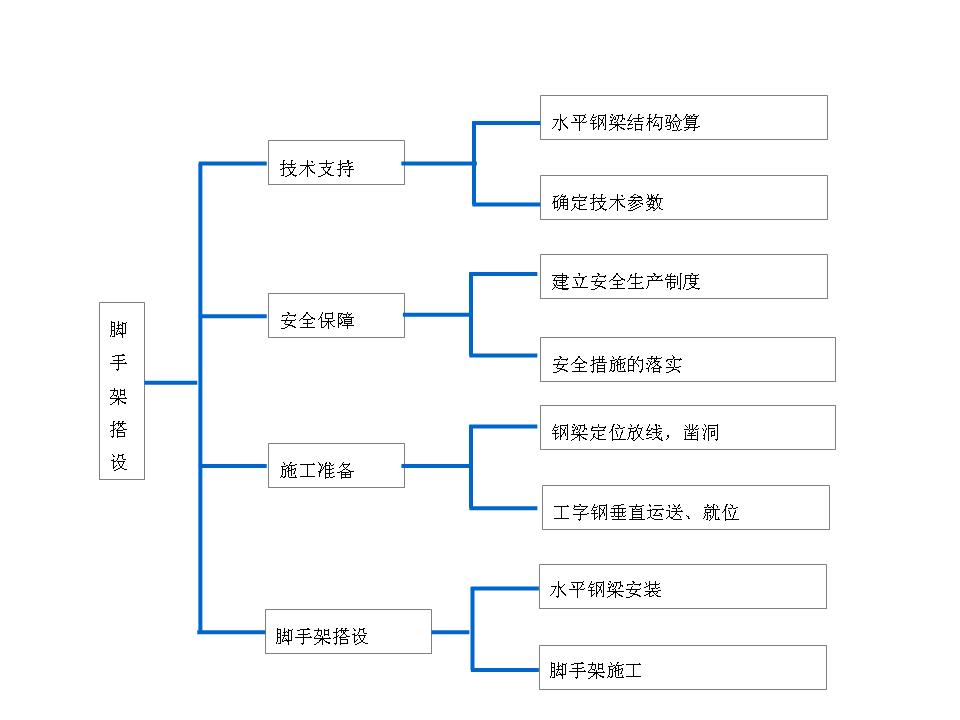 脚手架搭设
技术支持
水平钢梁结构验算
确定技术参数
安全保障
建立安全生产制度
安全措施的落实
施工准备
钢梁定位放线，凿洞
工字钢垂直运送、就位
脚手架搭设
水平钢梁安装
脚手架施工